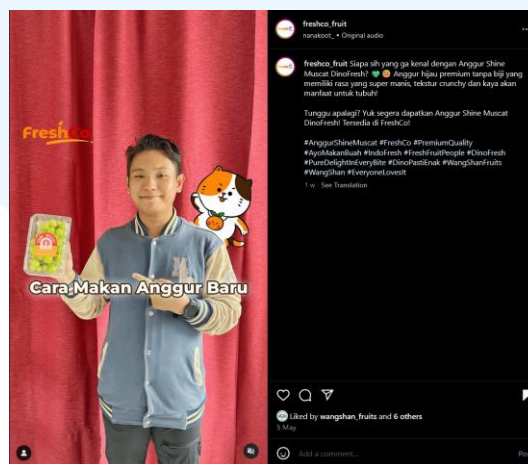 FreshCo
Cara Makan Anggur Baru
freshco_fruit
nanakoot_ • Original audio
freshco_fruit Siapa sih yang ga kenal dengan Anggur Shine
Muscat DinoFresh? 💚 🤩 Anggur hijau premium tanpa biji yang
memiliki rasa yang super manis, tekstur crunchy dan kaya akan
manfaat untuk tubuh!
Tunggu apalagi? Yuk segera dapatkan Anggur Shine Muscat
DinoFresh! Tersedia di FreshCo!
#AnggurShineMuscat #FreshCo #PremiumQuality
#AyoMakanBuah #IndoFresh #FreshFruitPeople #DinoFresh
#PureDelightInEveryBite #DinoPastiEnak #WangShanFruits
#WangShan #EveryoneLovesIt
1 w See Translation
Liked by wangshan_fruits and 6 others
5 May
Add a comment...